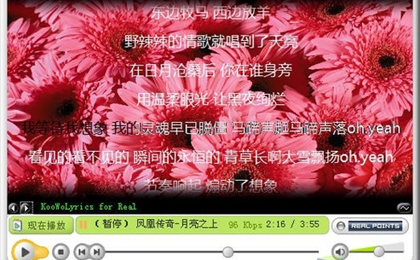 东边牧马 西边放羊
野辣辣的情歌就唱到了天亮
在日月沧桑后 你在谁身旁
用温柔眼光 让黑夜绚烂
我等待我想象 我的灵魂早已脱缰 马蹄声起马蹄声落oh.yeah
看见的看不见的 瞬间的永恒的 青草长啊大雪飘扬oh.yeah
节奏响起 煽动了想象
KooWoLyrics for Real
现在播放 (暂停) 凤凰传奇-月亮之上 96 Kbps 2:16 / 3:55 REAL POINTS